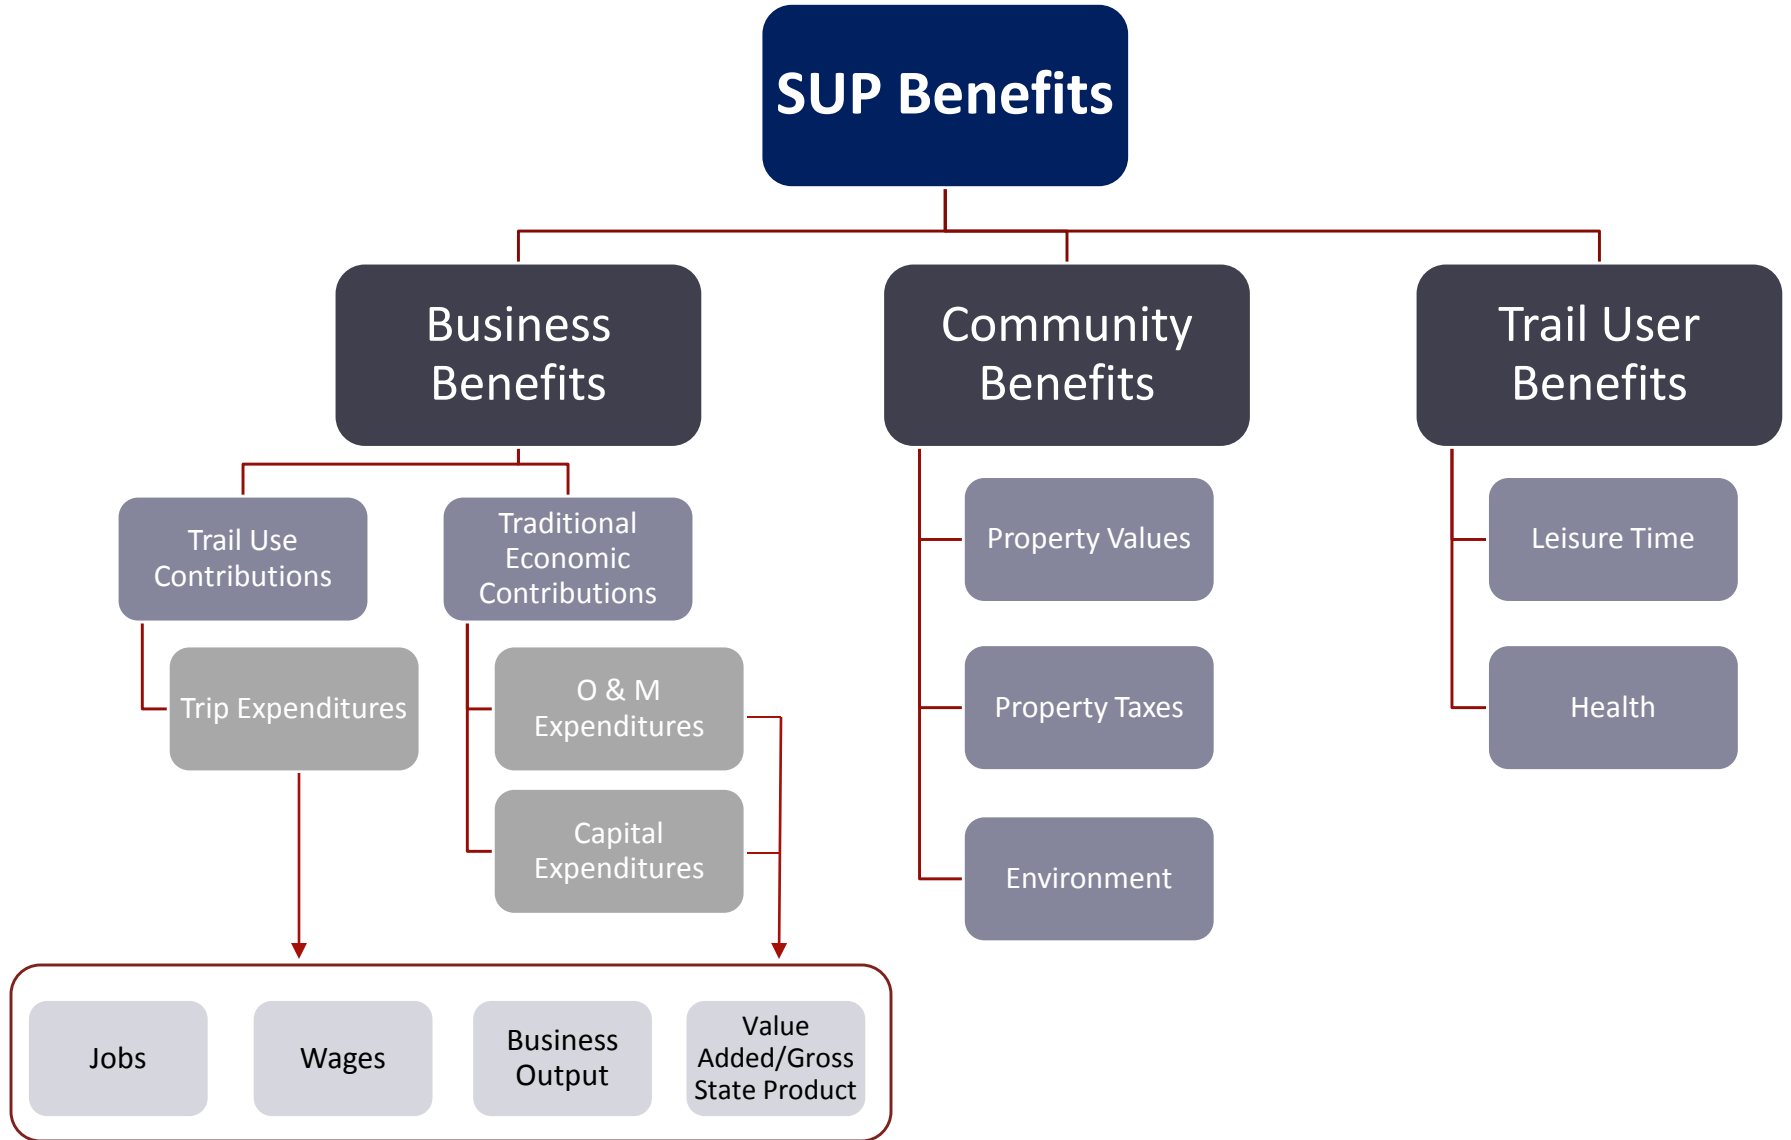 SUP Benefits
Business
Benefits
Community
Benefits
Trail User
Benefits
Trail Use
Contributions
Traditional
Economic
Contributions
Property Values
Leisure Time
Trip Expenditures
O & M
Expenditures
Property Taxes
Health
Capital
Expenditures
Environment
Jobs
Wages
Business
Output
Value
Added/Gross
State Product